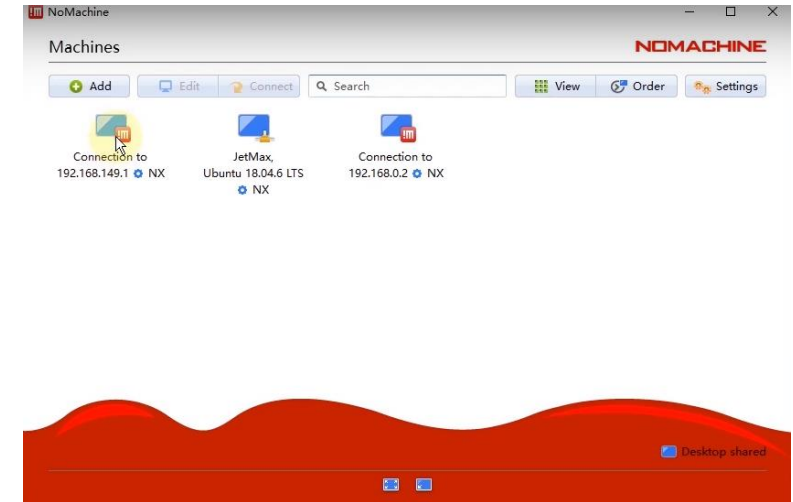 NoMachine
Machines
NOMACHINE
Add
Edit
Connect
Search
View
Order
Settings
Connection to
192.168.149.1 NX
JetMax,
Ubuntu 18.04.6 LTS
NX
Connection to
192.168.0.2 NX
Desktop shared